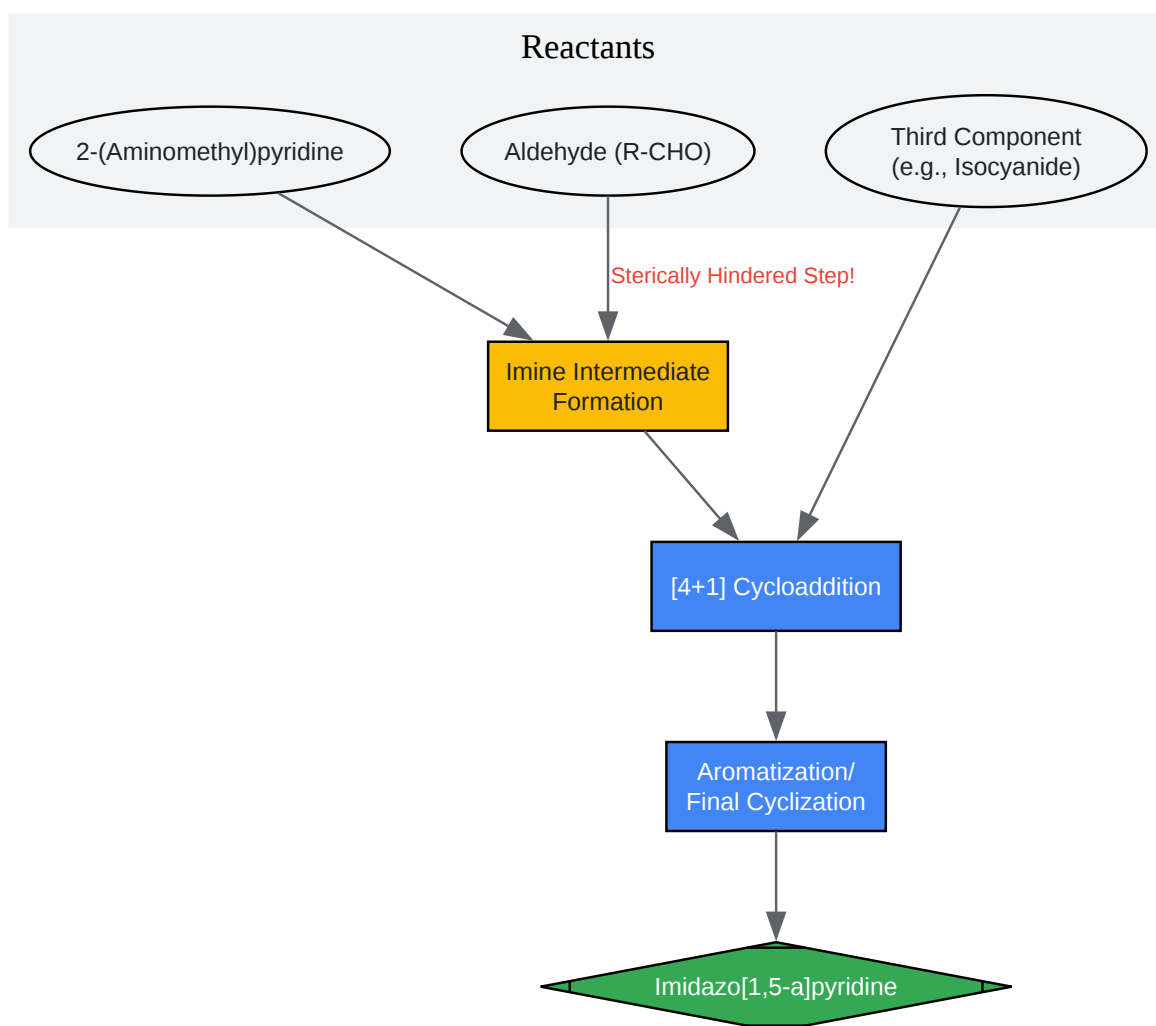 Reactants
2-(Aminomethyl)pyridine
Aldehyde (R-CHO)
Third Component
(e.g., Isocyanide)
Sterically Hindered Step!
Imine Intermediate
Formation
[4+1] Cycloaddition
Aromatization/
Final Cyclization
Imidazo[1,5-a]pyridine